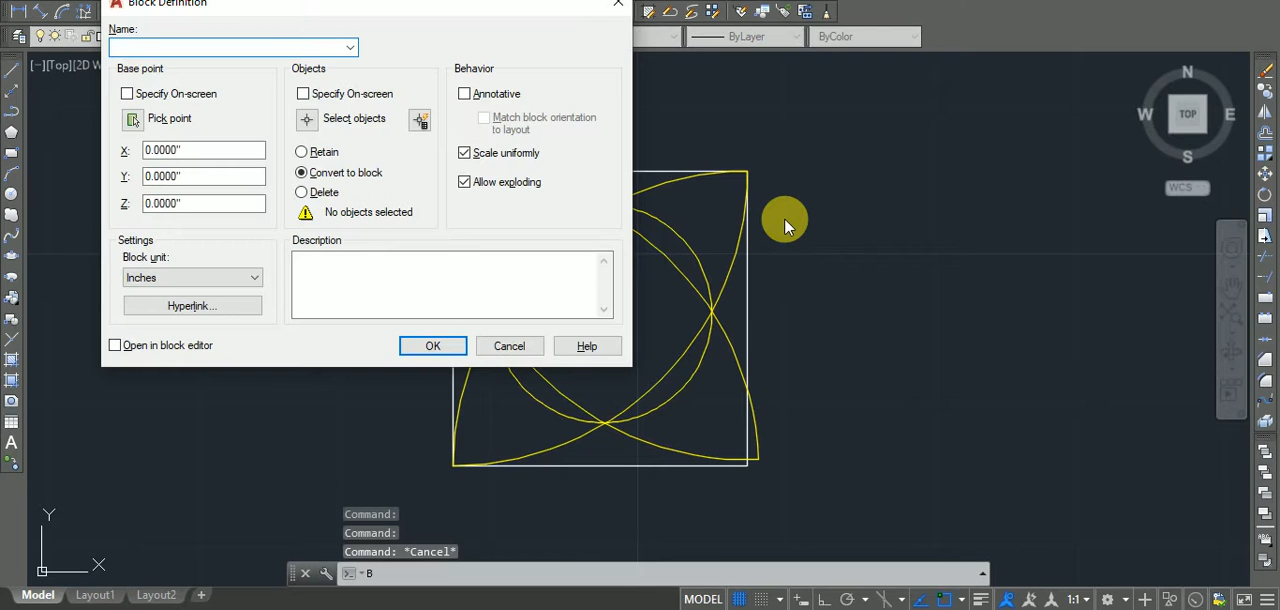 Block Definition
ByLayer
ByColor
Name:
[−][Top][2D W
Base point
Objects
Behavior
Specify On-screen
Specify On-screen
Annotative
Pick point
Select objects
Match block orientation
to layout
X:
0.0000"
Retain
Scale uniformly
Y:
0.0000"
Convert to block
Allow exploding
Z:
0.0000"
Delete
No objects selected
Settings
Description
Block unit:
Inches
Hyperlink...
Open in block editor
OK
Cancel
Help
N
W
TOP
E
S
WCS
Y
X
Command:
Command:
Command: *Cancel*
B
Model
Layout1
Layout2
+
MODEL
1:1
A
ABC